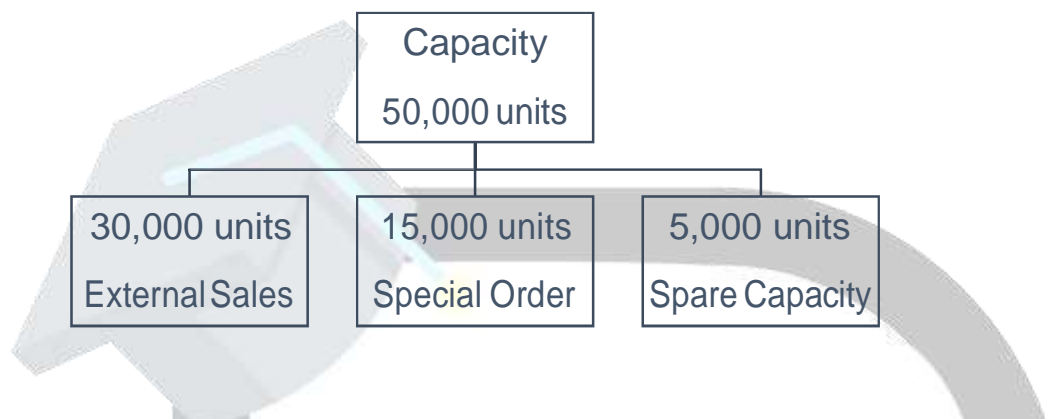 Capacity
50,000 units
30,000 units
External Sales
15,000 units
Special Order
5,000 units
Spare Capacity